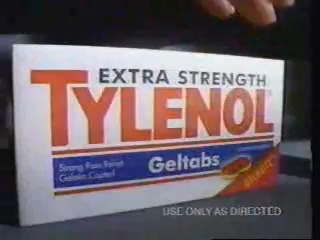 EXTRA STRENGTH
TYLENOL
Strong Pain Relief
Gelatin Coated
Geltabs
USE ONLY AS DIRECTED